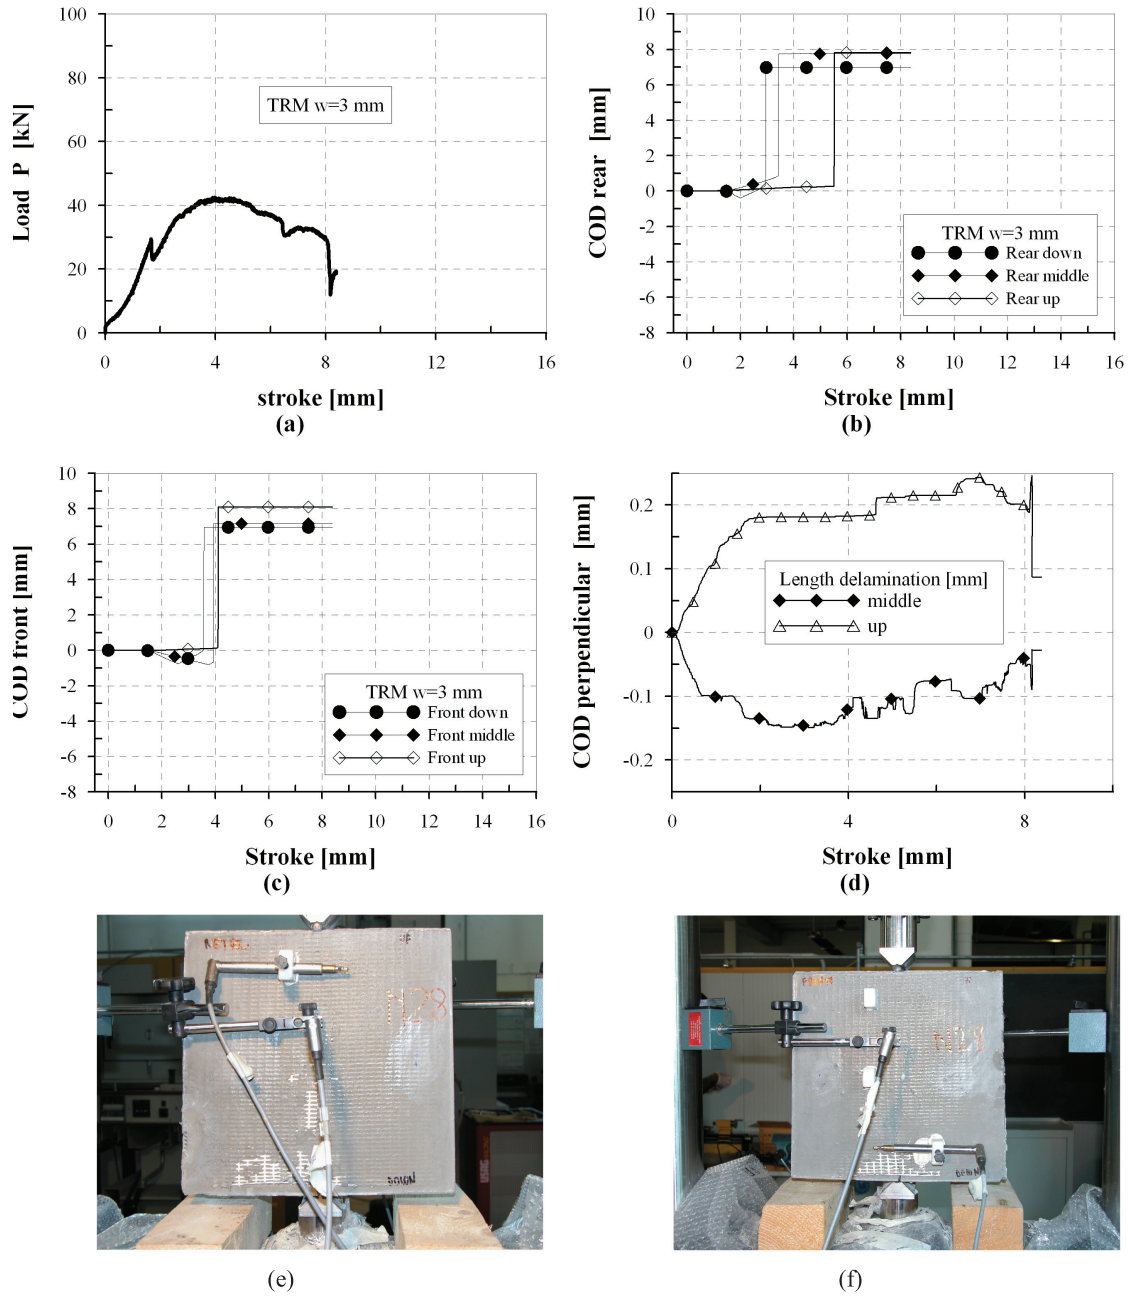 100
80
60
40
20
0
Load P [kN]
TRM w=3 mm
0 4 8 12 16
stroke [mm]
(a)
10
8
6
4
2
0
-2
-4
-6
-8
COD rear [mm]
TRM w=3 mm
Rear down
Rear middle
Rear up
0 2 4 6 8 10 12 14 16
Stroke [mm]
(b)
10
8
6
4
2
0
-2
-4
-6
-8
COD front [mm]
TRM w=3 mm
Front down
Front middle
Front up
0 2 4 6 8 10 12 14 16
Stroke [mm]
(c)
0.2
0.1
0
-0.1
-0.2
COD perpendicular [mm]
Length delamination [mm]
middle
up
0 4 8
Stroke [mm]
(d)
DOWN
(e)
DOWN
(f)